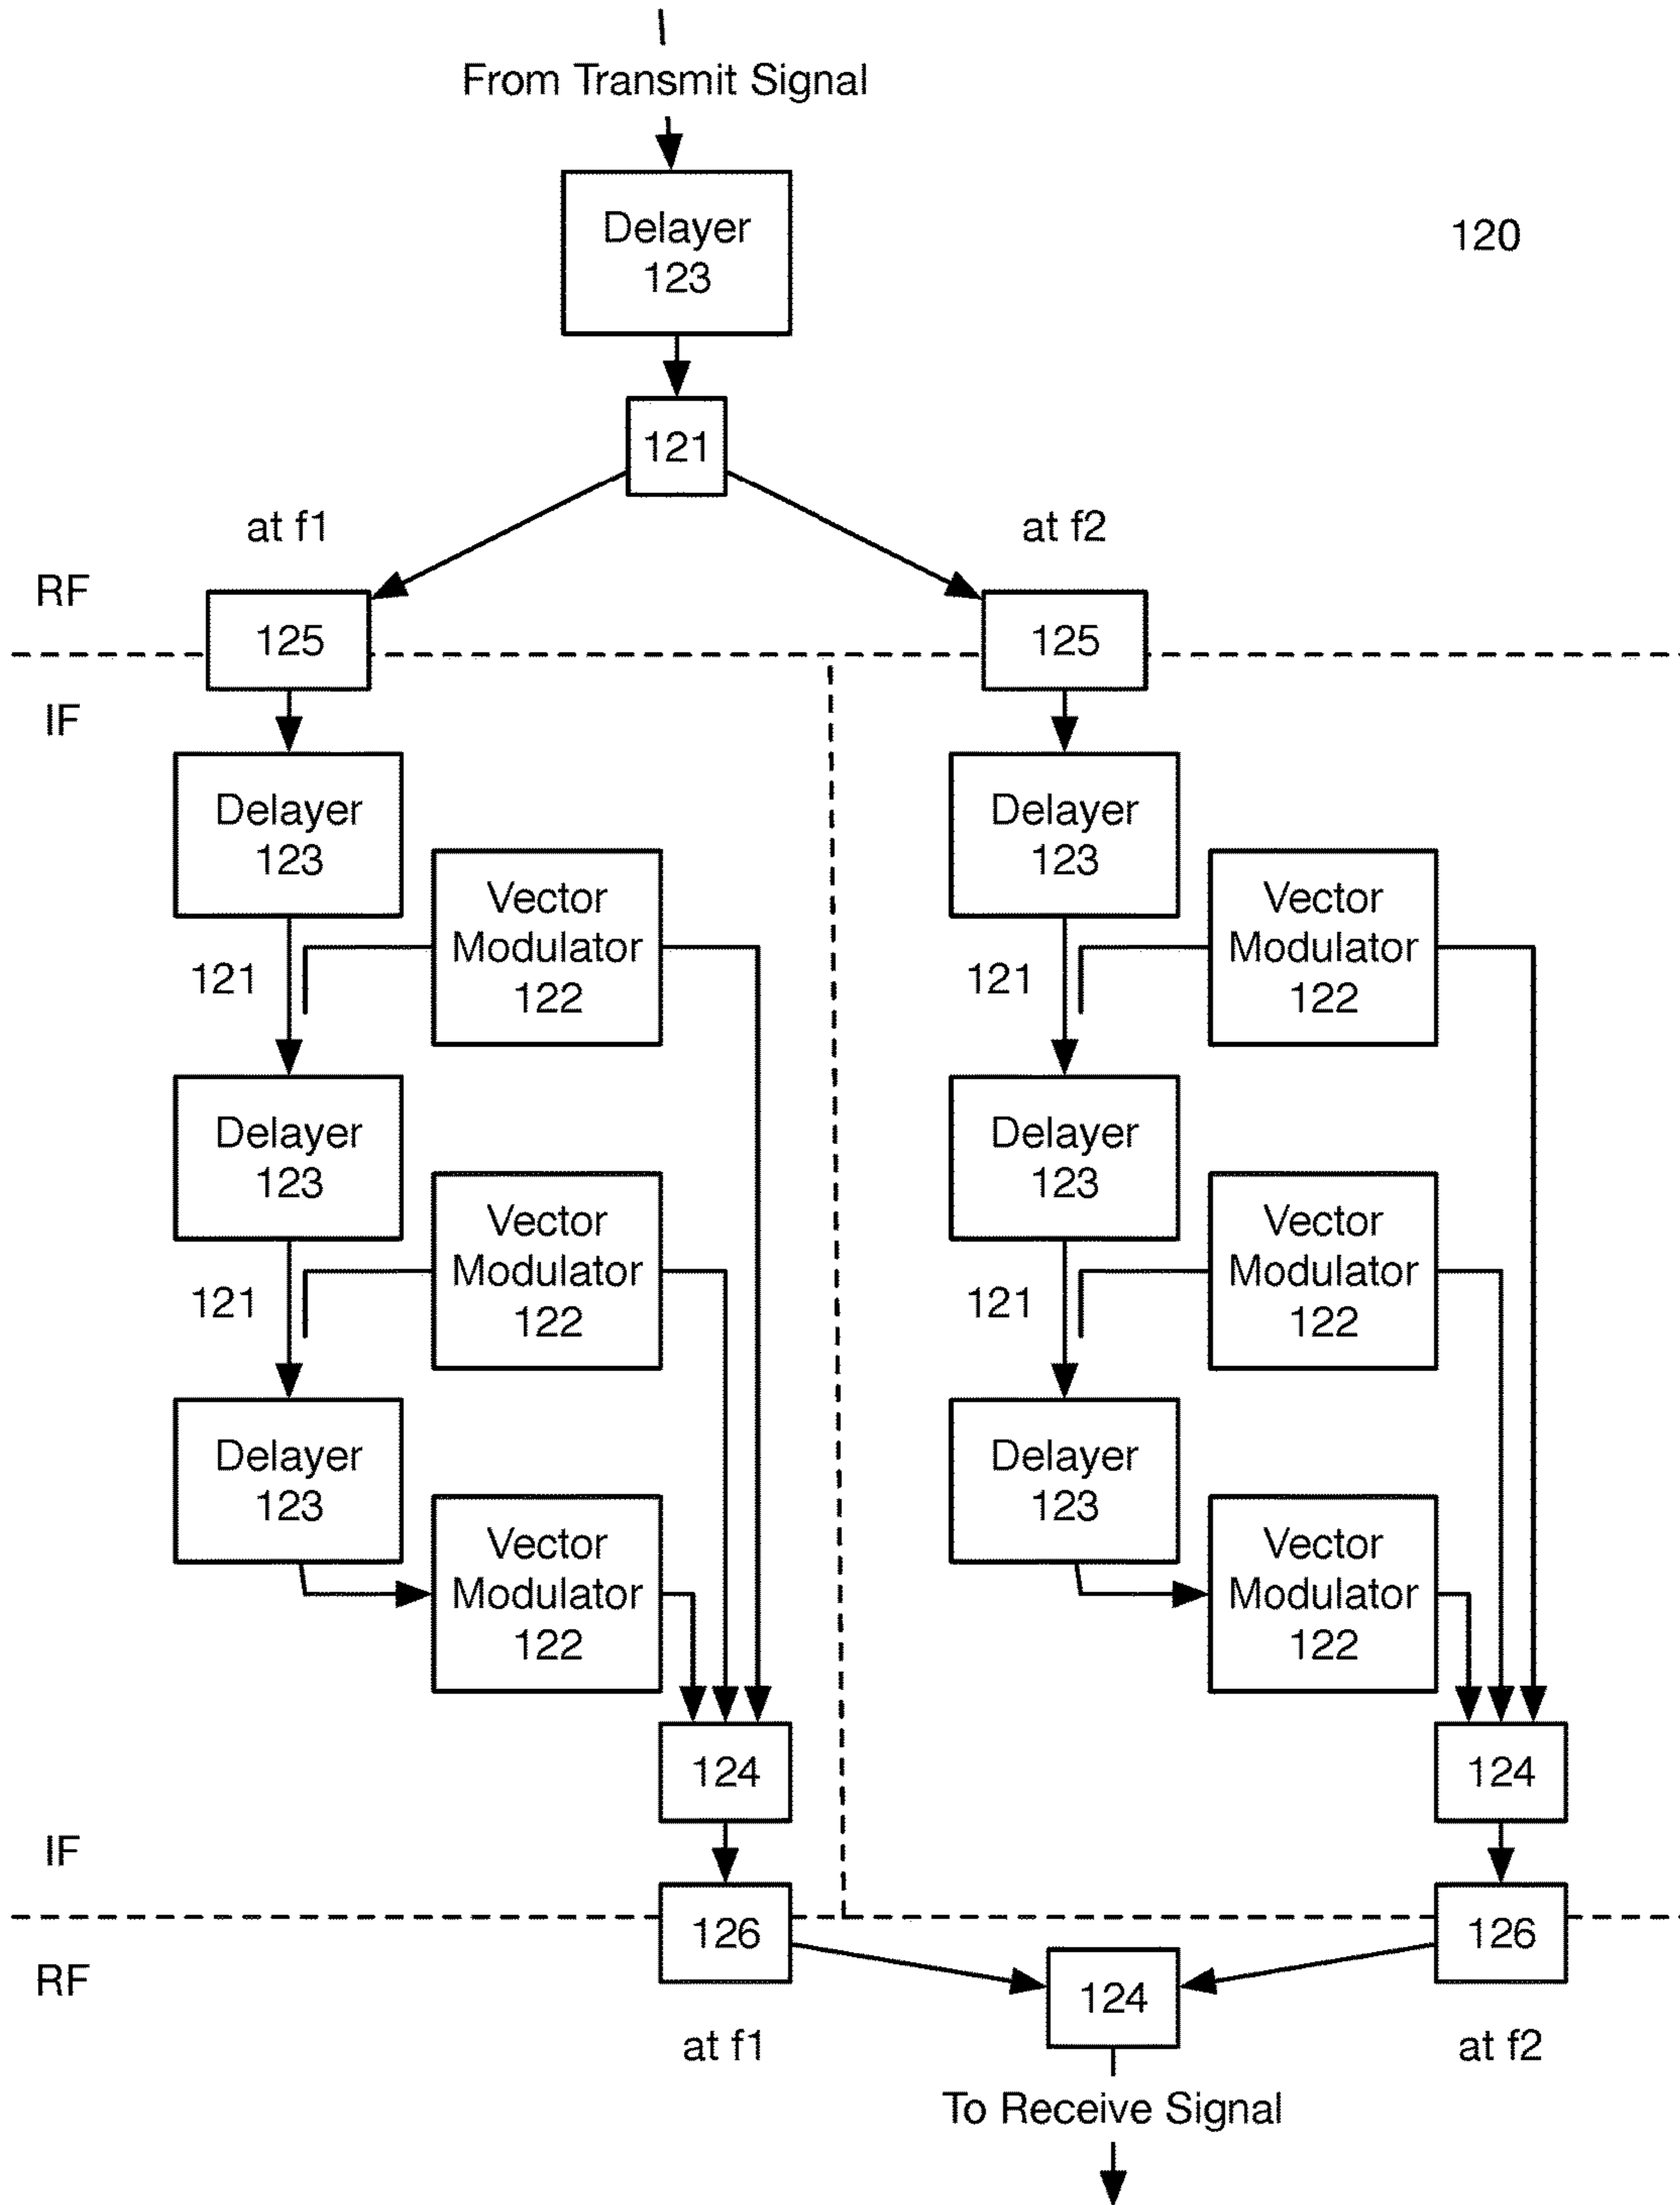 From Transmit Signal
Delayer
123
120
121
at f1
at f2
RF
125
125
IF
Delayer
123
Delayer
123
Vector
Modulator
122
Vector
Modulator
122
121
121
Delayer
123
Delayer
123
Vector
Modulator
122
Vector
Modulator
122
121
121
Delayer
123
Delayer
123
Vector
Modulator
122
Vector
Modulator
122
124
124
IF
126
126
RF
124
at f1
at f2
To Receive Signal